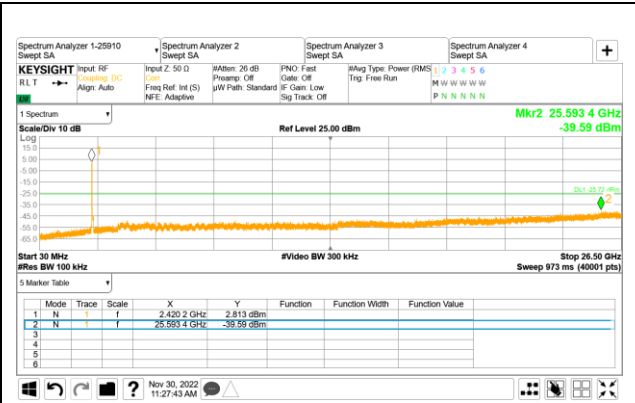 Spectrum Analyzer 1-25910
Swept SA
Spectrum Analyzer 2
Swept SA
Spectrum Analyzer 3
Swept SA
Spectrum Analyzer 4
Swept SA
+
KEYSIGHT
RLT
Input: RF
Coupling: DC
Align: Auto
Input Z: 50 Ω
Corr
Freq Ref: Int (S)
NFE: Adaptive
#Atten: 26 dB
Preamp: Off
µW Path: Standard
PNO: Fast
Gate: Off
IF Gain: Low
Sig Track: Off
#Avg Type: Power (RMS
Trig: Free Run
1 2 3 4 5 6
M W W W W W
P N N N N N
1 Spectrum
Scale/Div 10 dB
Ref Level 25.00 dBm
Mkr2 25.593 4 GHz
-39.59 dBm
Log
15.0
5.00
-5.00
-15.0
-25.0
-35.0
-45.0
-55.0
-65.0
1
DL1 -25.72 dBm
2
Start 30 MHz
#Video BW 300 kHz
Stop 26.50 GHz
#Res BW 100 kHz
Sweep 973 ms (40001 pts)
5 Marker Table
Mode Trace Scale X Y Function Function Width Function Value
1 N 1 f 2.420 2 GHz 2.813 dBm
2 N 1 f 25.593 4 GHz -39.59 dBm
3
4
5
6
?
Nov 30, 2022
11:27:43 AM